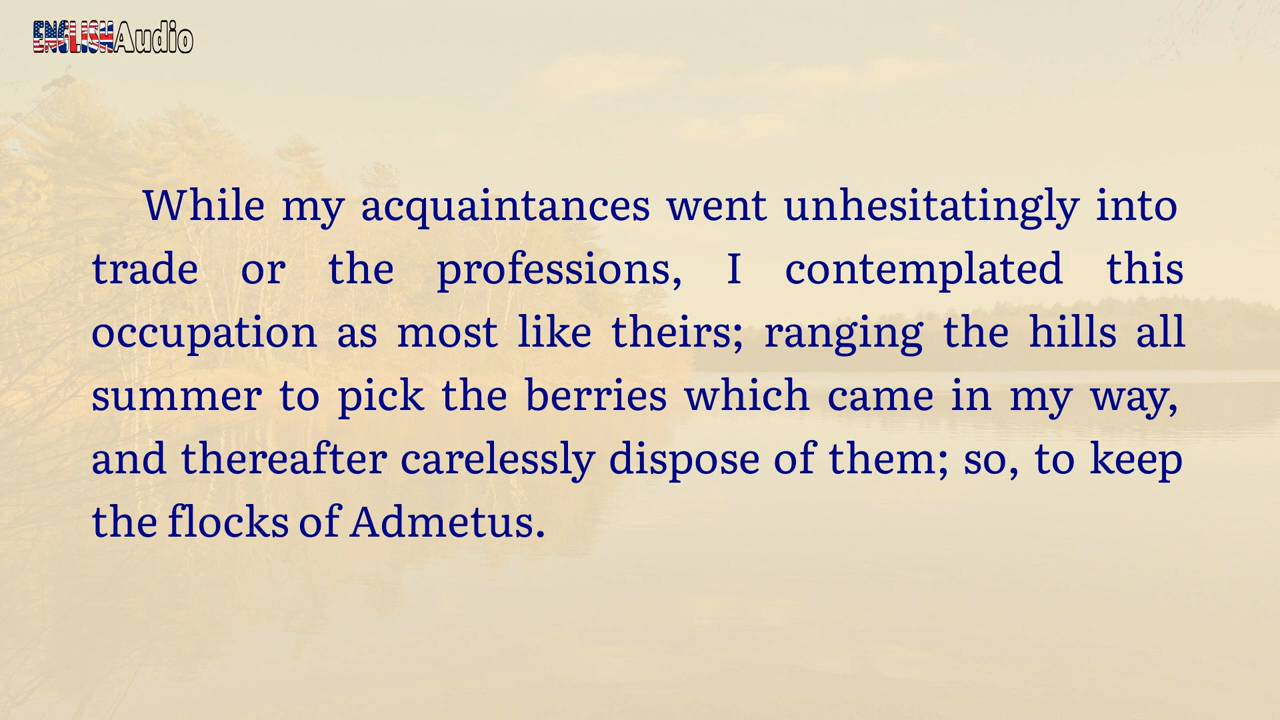 ENGLISHAudio
While my acquaintances went unhesitatingly into
trade or the professions, I contemplated this
occupation as most like theirs; ranging the hills all
summer to pick the berries which came in my way,
and thereafter carelessly dispose of them; so, to keep
the flocks of Admetus.